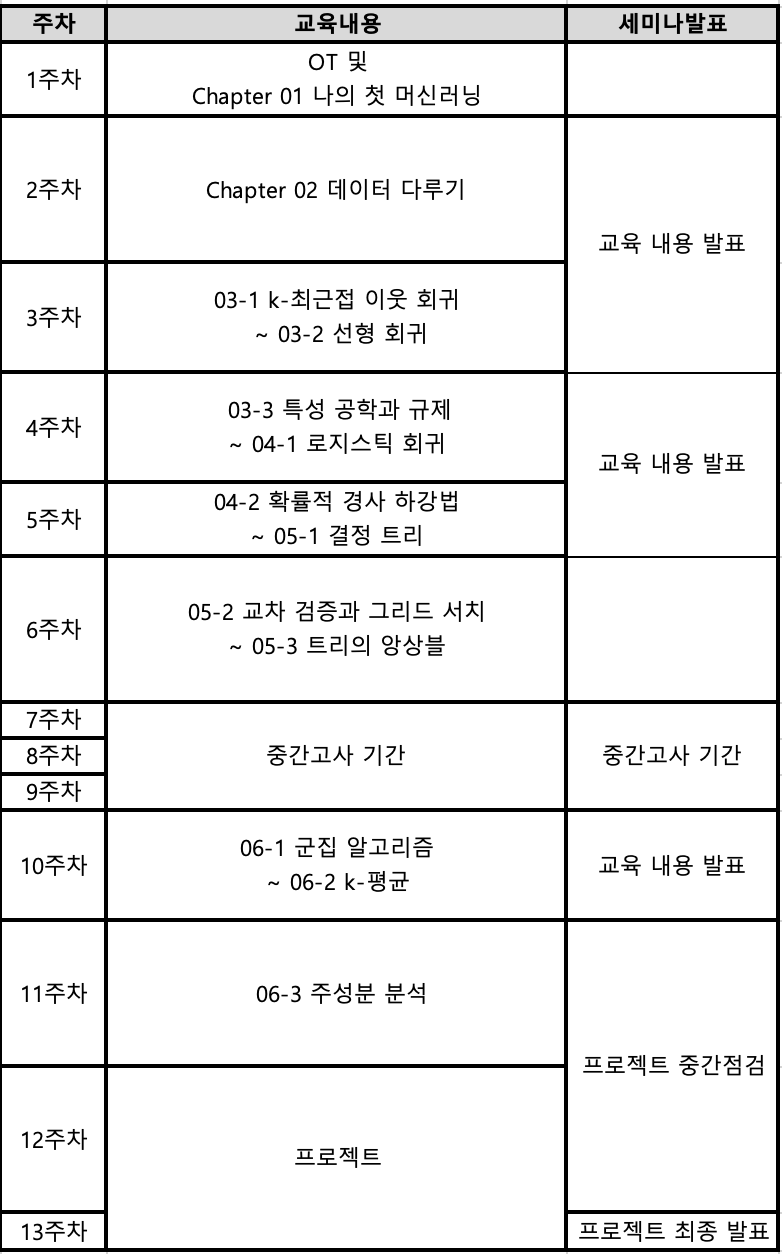 주차 교육내용 세미나발표
1주차
OT 및
Chapter 01 나의 첫 머신러닝
2주차
Chapter 02 데이터 다루기
교육 내용 발표
3주차
03-1 k-최근접 이웃 회귀
~ 03-2 선형 회귀
4주차
03-3 특성 공학과 규제
~ 04-1 로지스틱 회귀
교육 내용 발표
5주차
04-2 확률적 경사 하강법
~ 05-1 결정 트리
6주차
05-2 교차 검증과 그리드 서치
~ 05-3 트리의 앙상블
7주차
8주차
9주차
중간고사 기간
중간고사 기간
10주차
06-1 군집 알고리즘
~ 06-2 k-평균
교육 내용 발표
11주차
06-3 주성분 분석
프로젝트 중간점검
12주차
프로젝트
13주차
프로젝트 최종 발표